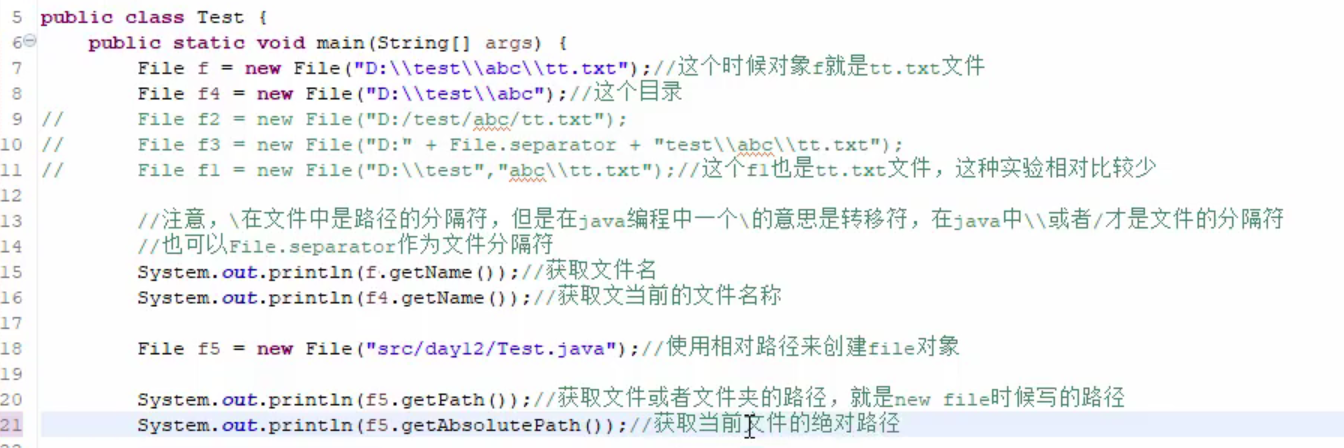 5 public class Test {
6 public static void main(String[] args) {
7 File f = new File("D:\\test\\abc\\tt.txt");//这个时候对象f就是tt.txt文件
8 File f4 = new File("D:\\test\\abc");//这个目录
9 // File f2 = new File("D:/test/abc/tt.txt");
10 // File f3 = new File("D:" + File.separator + "test\\abc\\tt.txt");
11 // File f1 = new File("D:\\test","abc\\tt.txt");//这个f1也是tt.txt文件，这种实验相对比较少
12
13 //注意，\在文件中是路径的分隔符，但是在java编程中一个\的意思是转移符，在java中\\或者/才是文件的分隔符
14 //也可以File.separator作为文件分隔符
15 System.out.println(f.getName());//获取文件名
16 System.out.println(f4.getName());//获取文当前的文件名称
17
18 File f5 = new File("src/day12/Test.java");//使用相对路径来创建file对象
19
20 System.out.println(f5.getPath());//获取文件或者文件夹的路径，就是new file时候写的路径
21 System.out.println(f5.getAbsolutePath());//获取当前文件的绝对路径